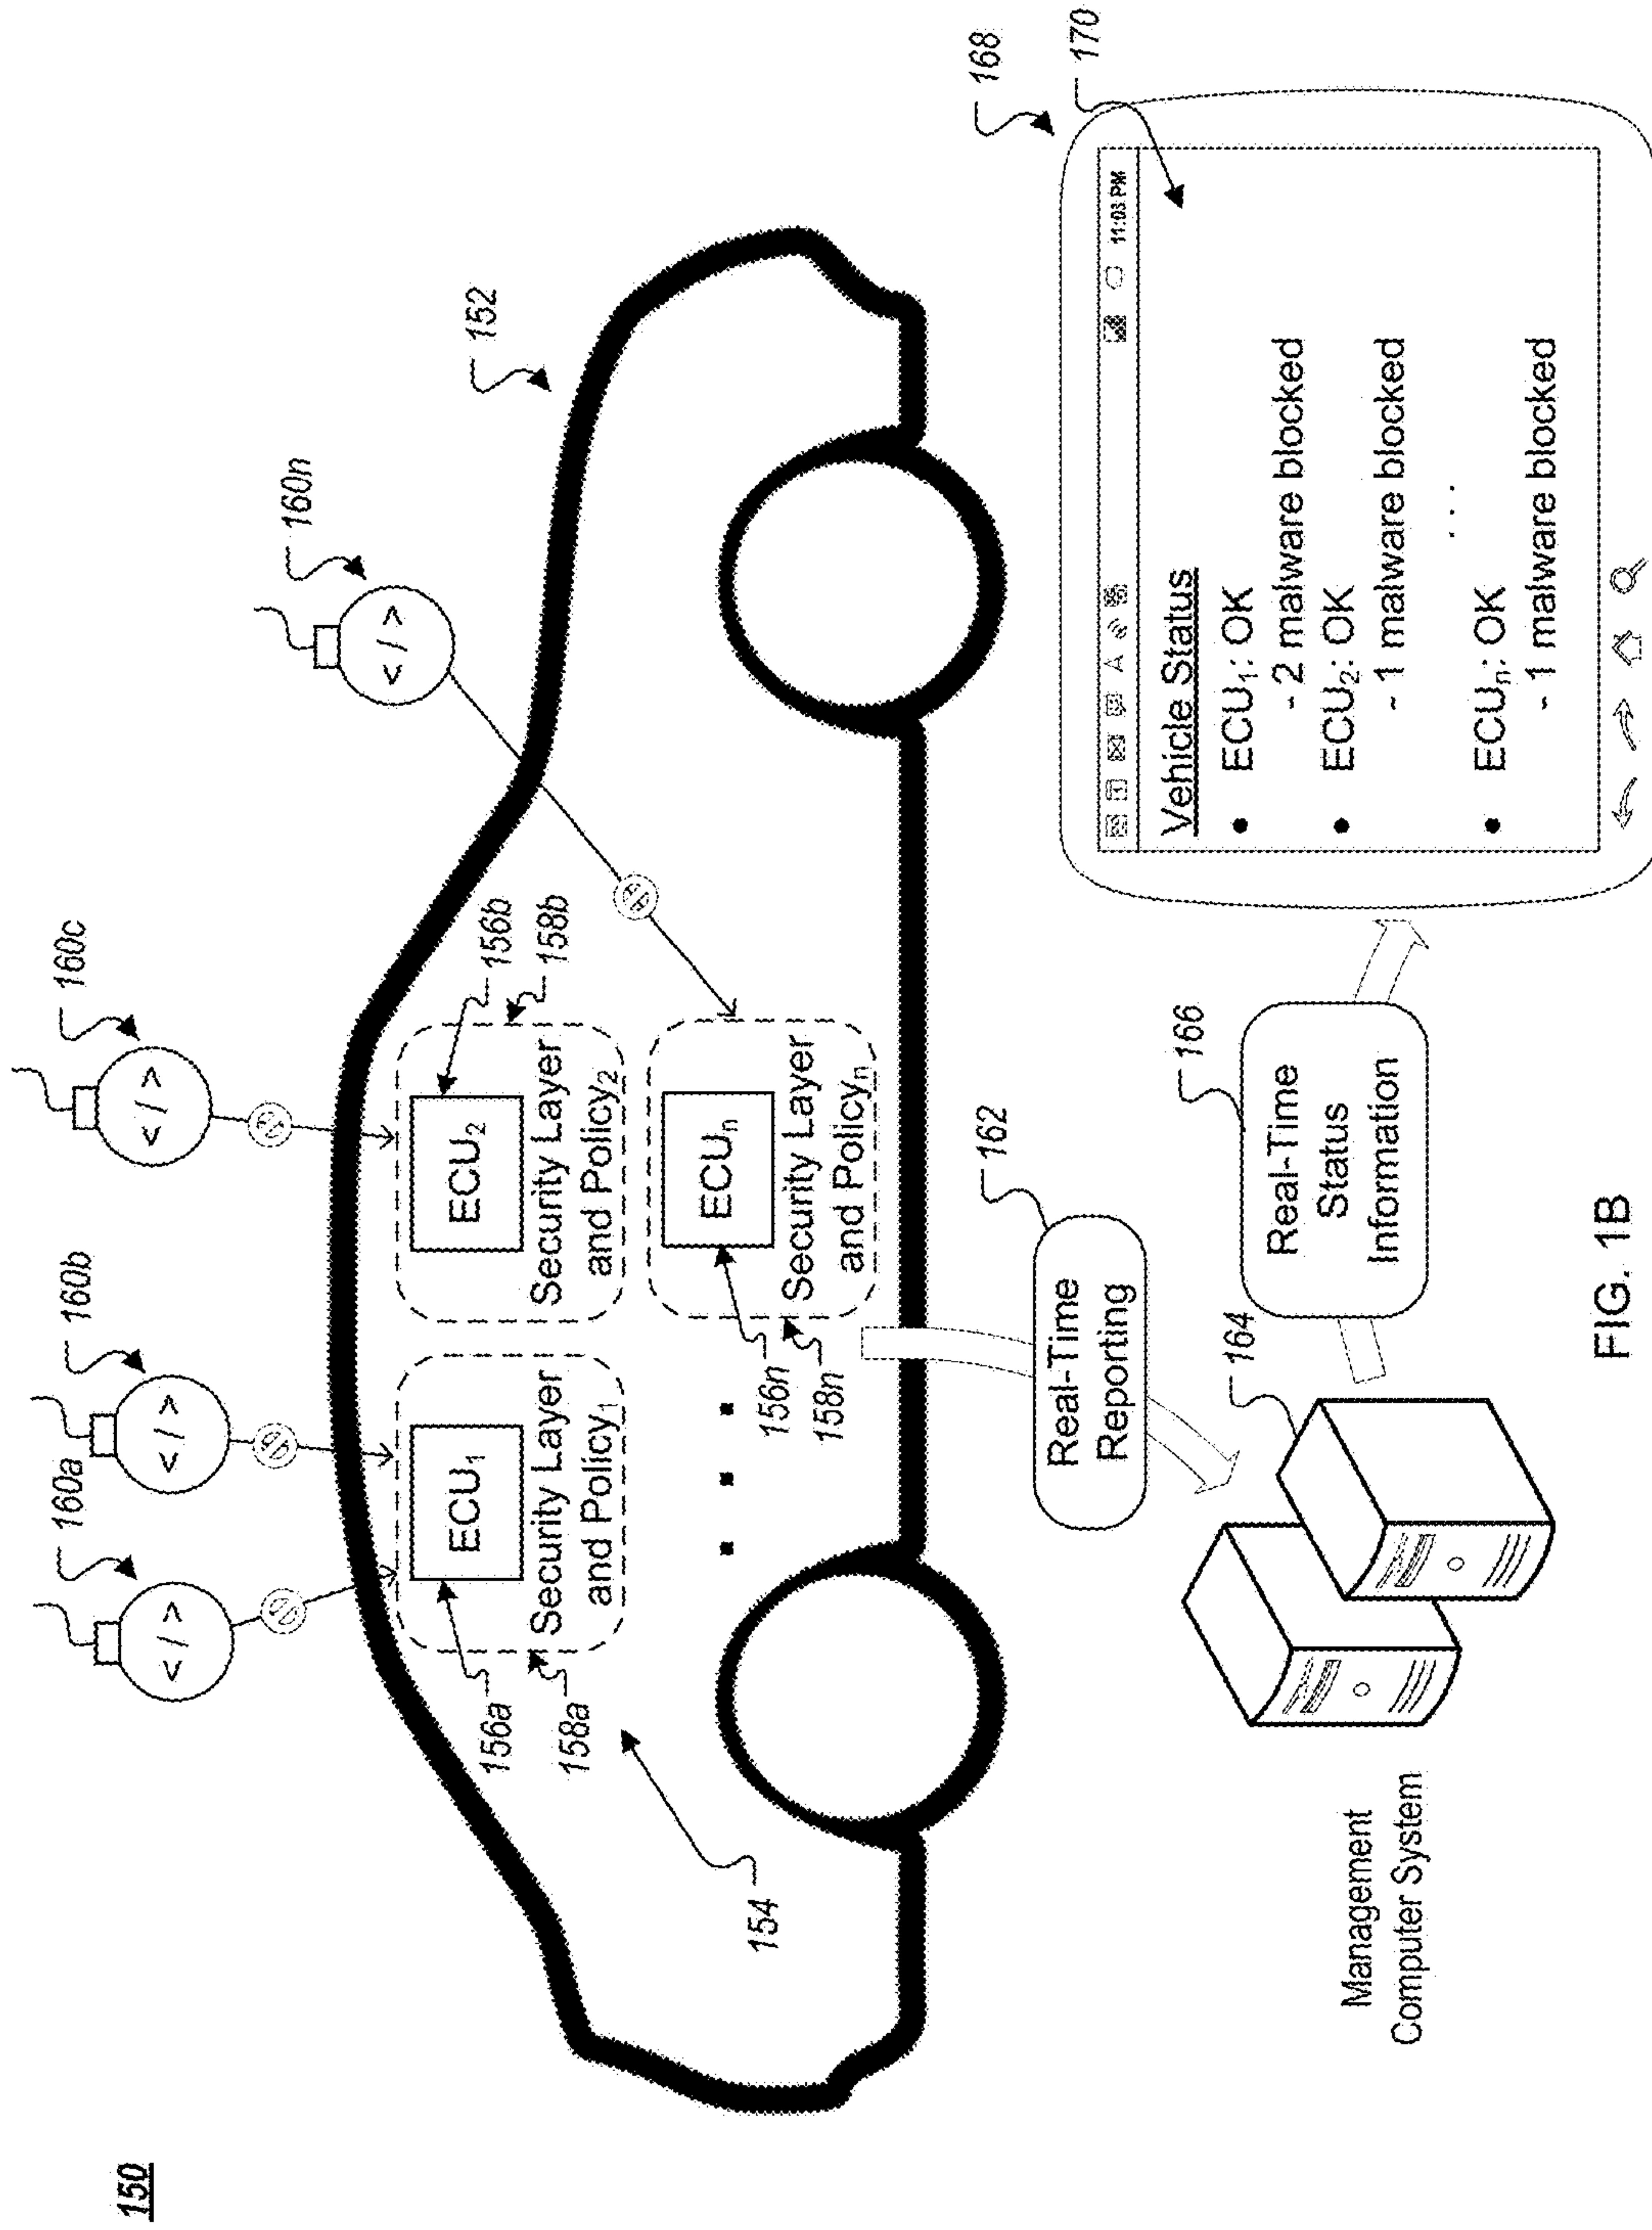 150
160a
160b
160c
160n
152
ECU1
Security Layer
and Policy1
156a
158a
ECU2
Security Layer
and Policy2
156b
158b
ECUn
Security Layer
and Policyn
156n
158n
. . .
154
Real-Time
Reporting
162
Management
Computer System
164
Real-Time
Status
Information
166
168
170
11:03 PM
Vehicle Status
• ECU1: OK
- 2 malware blocked
• ECU2: OK
- 1 malware blocked
. . .
• ECUn: OK
- 1 malware blocked
</> 
</> 
</> 
</> 
FIG. 1B